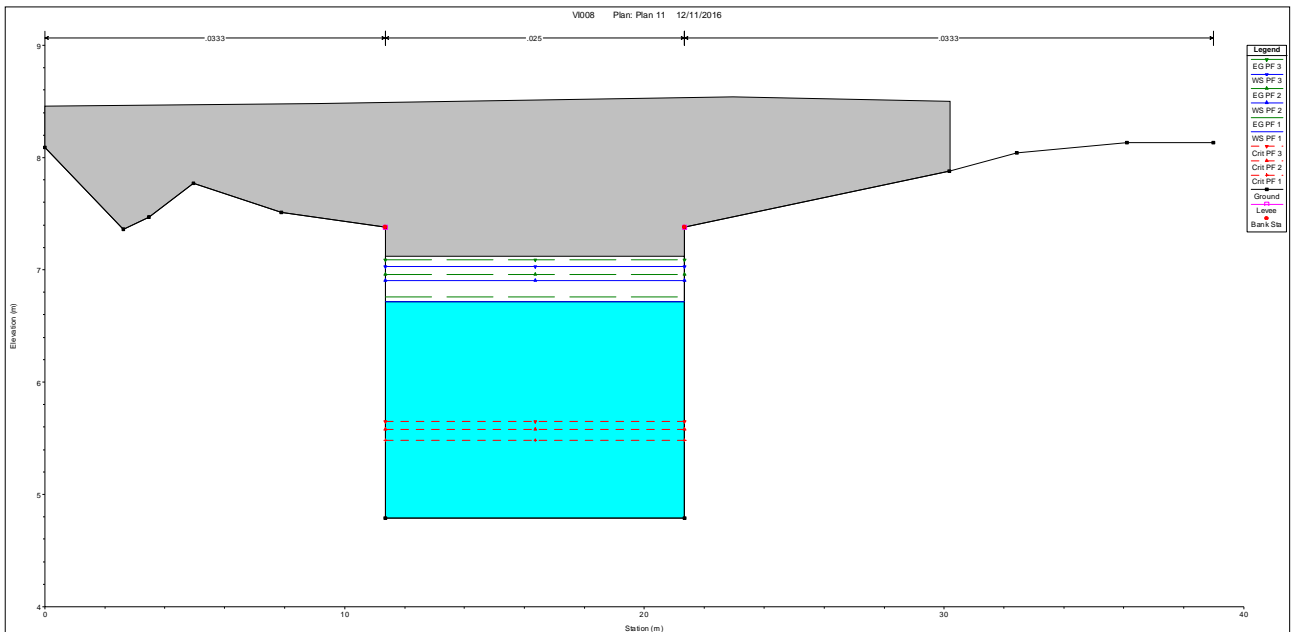 VI008 Plan: Plan 11 12/11/2016
.0333 .025 .0333
Legend
EG PF 3
WS PF 3
EG PF 2
WS PF 2
EG PF 1
WS PF 1
Crit PF 3
Crit PF 2
Crit PF 1
Ground
Levee
Bank Sta
9
8
7
6
5
4
Elevation (m)
0 10 20 30 40
Station (m)